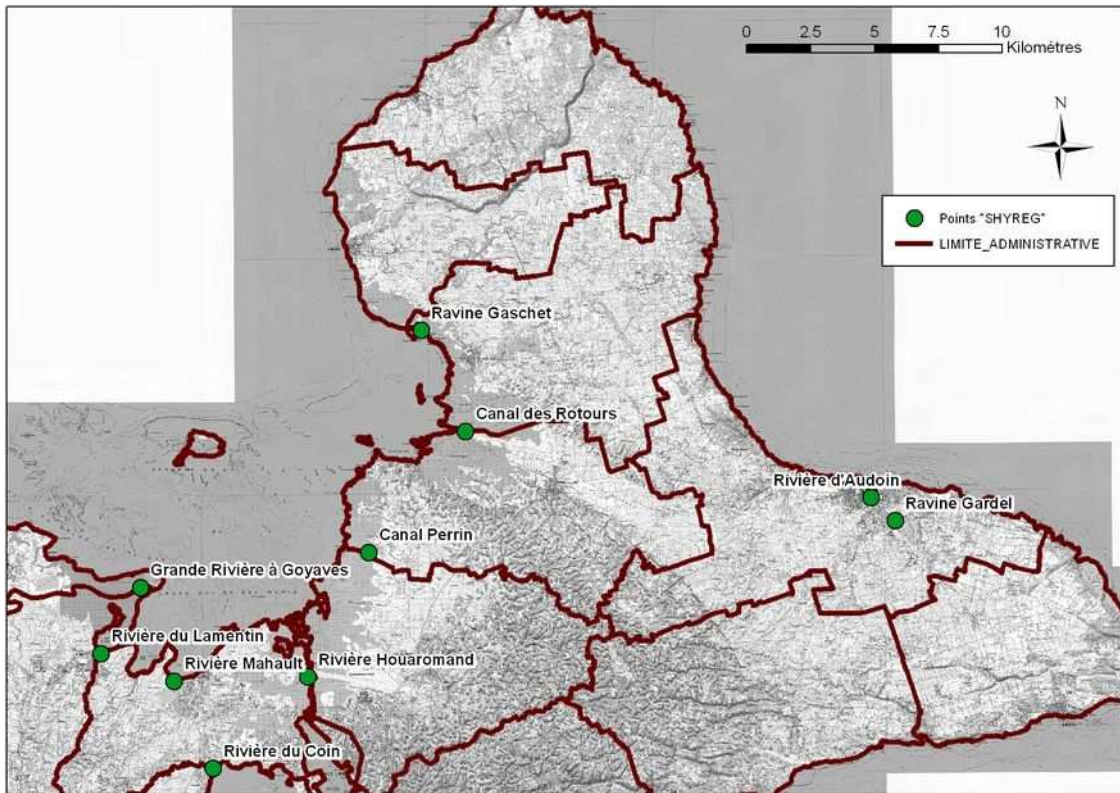 0 2.5 5 7.5 10
Kilomètres
N
Points "SHYREG"
LIMITE_ADMINISTRATIVE
Ravine Gaschet
Canal des Rotours
Rivière d'Audoin
Ravine Gardel
Canal Perrin
Grande Rivière à Goyaves
Rivière du Lamentin
Rivière Mahault
Rivière Houaromand
Rivière du Coin